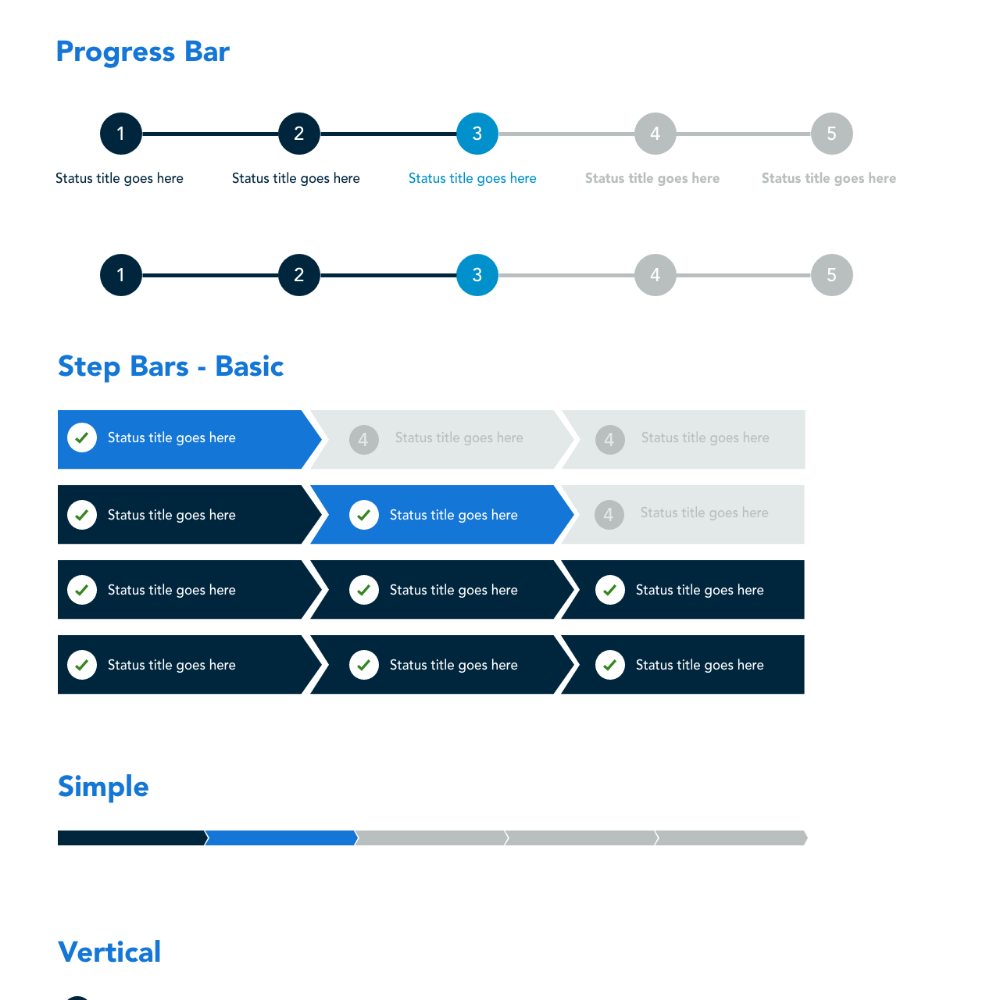 Progress Bar
1 2 3 4 5
Status title goes here Status title goes here Status title goes here Status title goes here Status title goes here
1 2 3 4 5
Step Bars - Basic
Status title goes here 4 Status title goes here 4 Status title goes here
Status title goes here Status title goes here 4 Status title goes here
Status title goes here Status title goes here Status title goes here
Status title goes here Status title goes here Status title goes here
Simple
Vertical